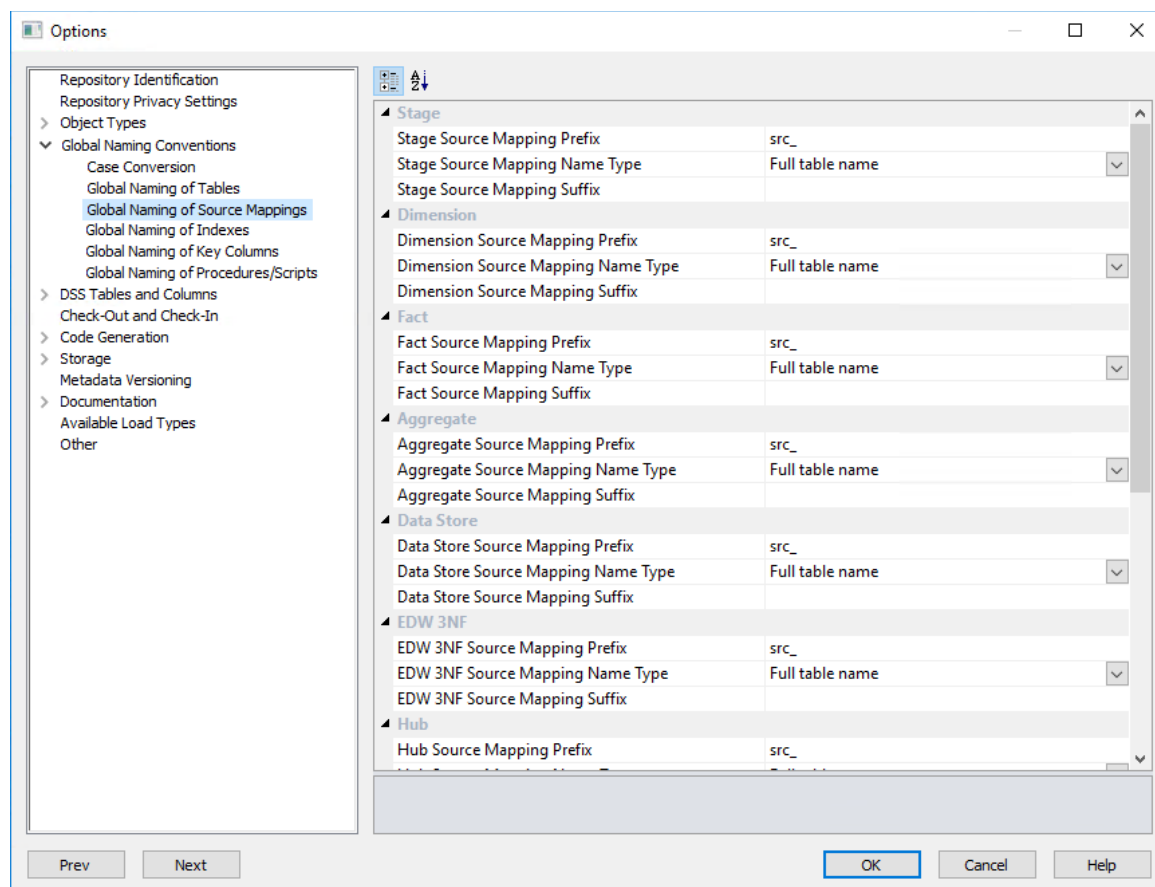 Options
Repository Identification
Repository Privacy Settings
Object Types
Global Naming Conventions
Case Conversion
Global Naming of Tables
Global Naming of Source Mappings
Global Naming of Indexes
Global Naming of Key Columns
Global Naming of Procedures/Scripts
DSS Tables and Columns
Check-Out and Check-In
Code Generation
Storage
Metadata Versioning
Documentation
Available Load Types
Other
Stage
Stage Source Mapping Prefix src_
Stage Source Mapping Name Type Full table name
Stage Source Mapping Suffix
Dimension
Dimension Source Mapping Prefix src_
Dimension Source Mapping Name Type Full table name
Dimension Source Mapping Suffix
Fact
Fact Source Mapping Prefix src_
Fact Source Mapping Name Type Full table name
Fact Source Mapping Suffix
Aggregate
Aggregate Source Mapping Prefix src_
Aggregate Source Mapping Name Type Full table name
Aggregate Source Mapping Suffix
Data Store
Data Store Source Mapping Prefix src_
Data Store Source Mapping Name Type Full table name
Data Store Source Mapping Suffix
EDW 3NF
EDW 3NF Source Mapping Prefix src_
EDW 3NF Source Mapping Name Type Full table name
EDW 3NF Source Mapping Suffix
Hub
Hub Source Mapping Prefix src_
Prev Next OK Cancel Help